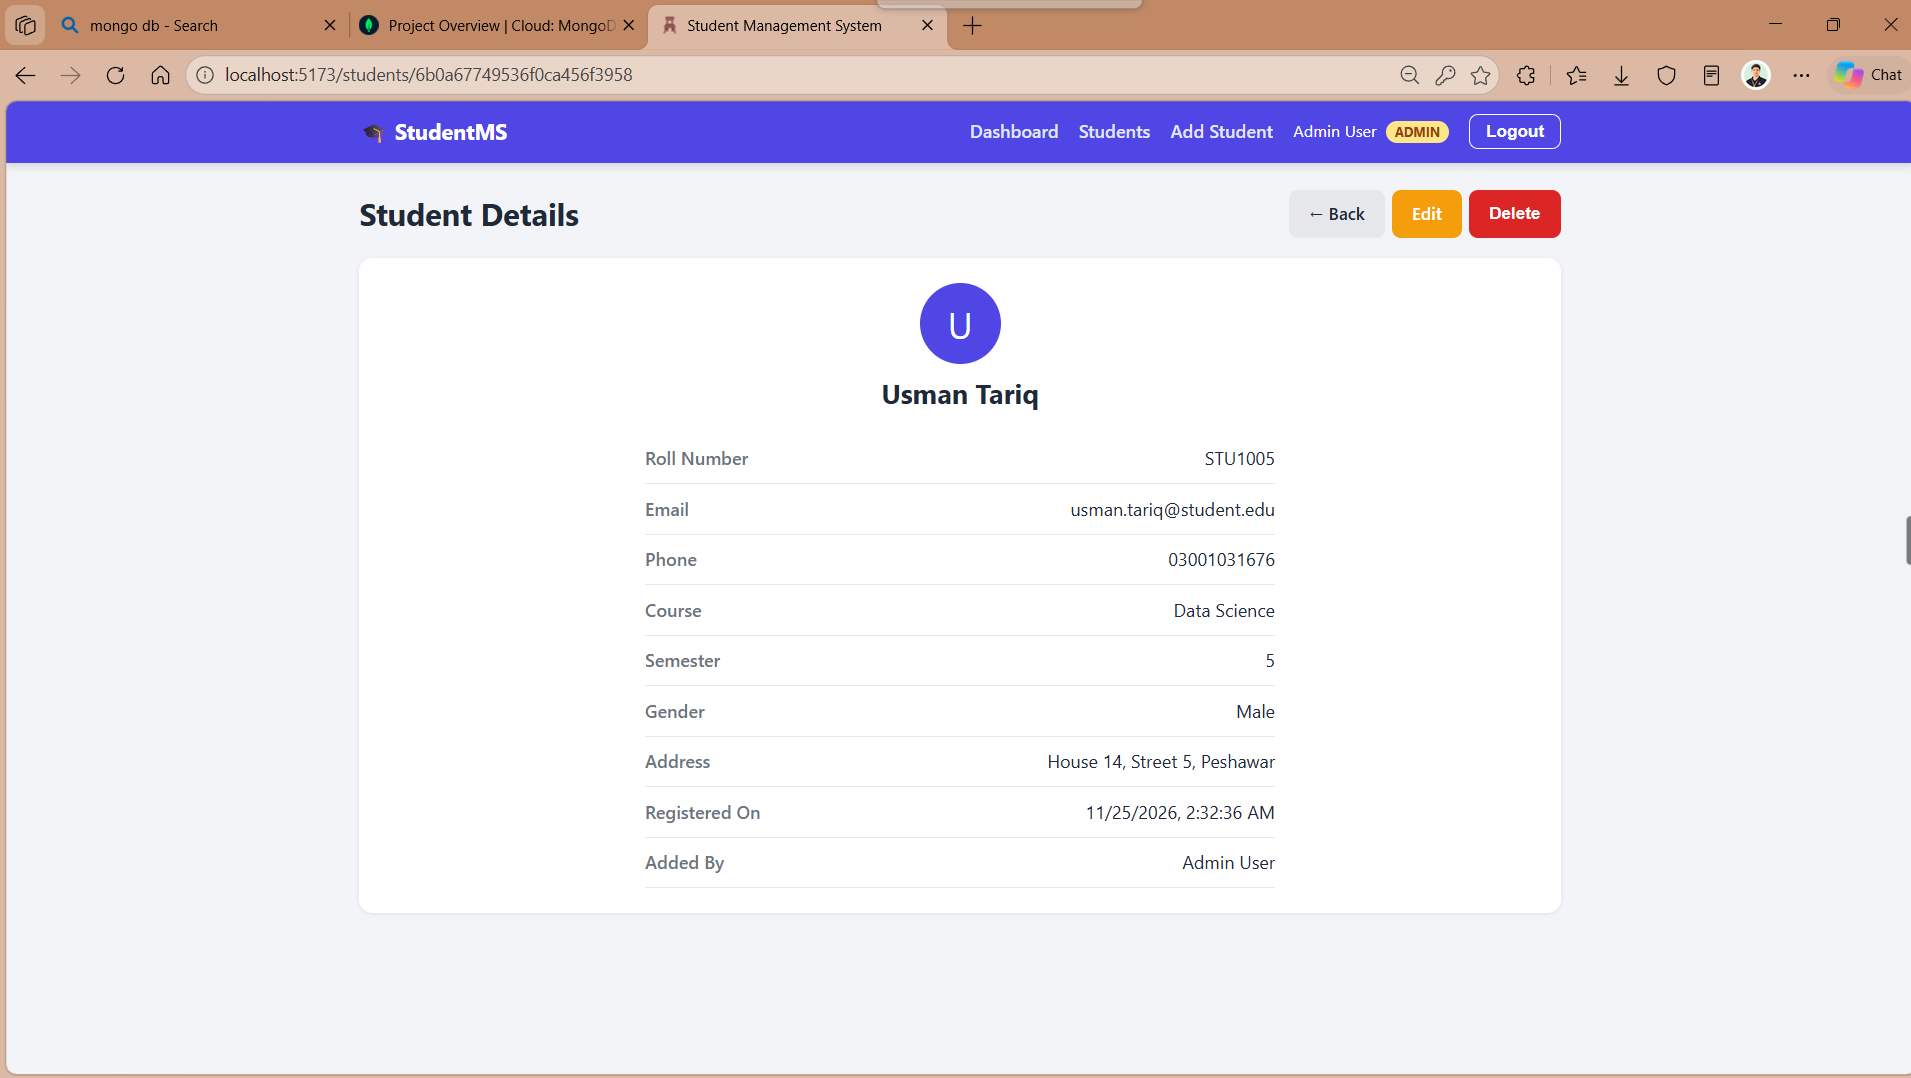 mongo db - Search
Project Overview | Cloud: MongoD
Student Management System
localhost:5173/students/6b0a67749536f0ca456f3958
Chat
StudentMS
Dashboard
Students
Add Student
Admin User
ADMIN
Logout
Student Details
← Back
Edit
Delete
U
Usman Tariq
Roll Number STU1005
Email usman.tariq@student.edu
Phone 03001031676
Course Data Science
Semester 5
Gender Male
Address House 14, Street 5, Peshawar
Registered On 11/25/2026, 2:32:36 AM
Added By Admin User